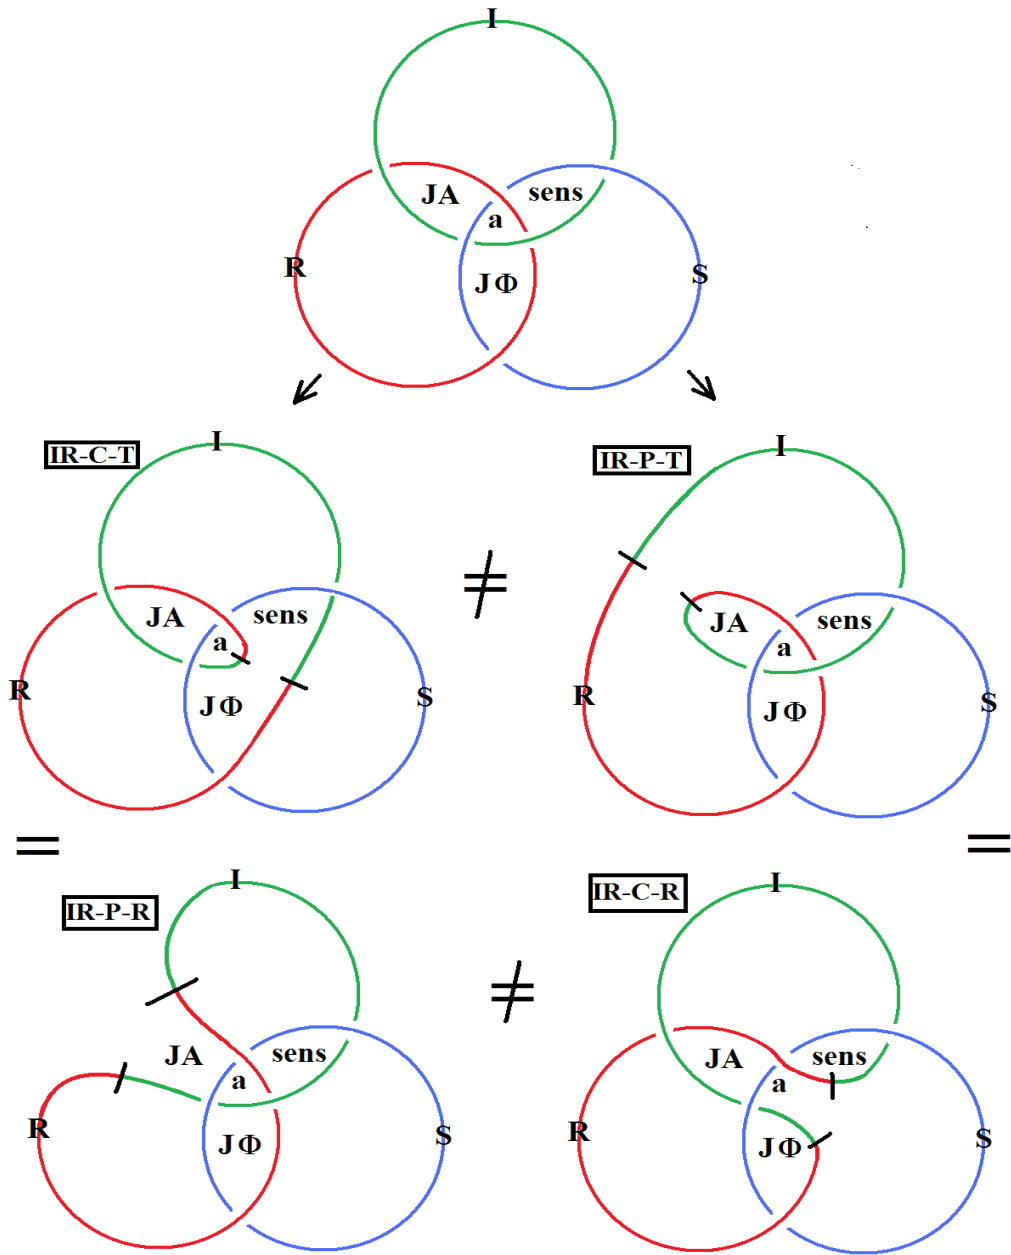 I
JA
sens
a
R
JΦ
S
IR-C-T
I
JA
sens
a
R
JΦ
S
≠
IR-P-T
I
JA
sens
a
R
JΦ
S
=
=
IR-P-R
I
JA
sens
a
R
JΦ
S
≠
IR-C-R
I
JA
sens
a
R
JΦ
S